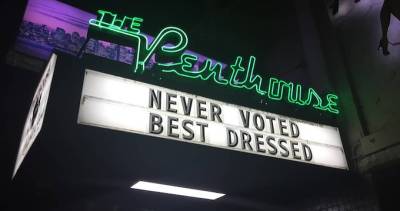 THE
Penthouse
NEVER VOTED
BEST DRESSED